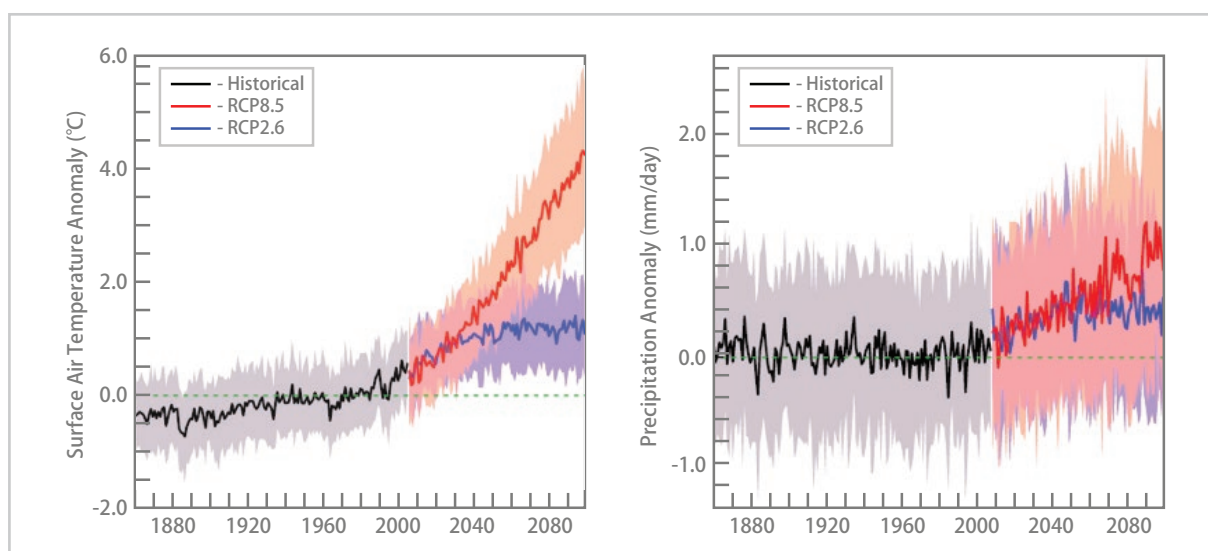 6.0
4.0
2.0
0.0
-2.0
Surface Air Temperature Anomaly (°C)
- Historical
- RCP8.5
- RCP2.6
1880 1920 1960 2000 2040 2080
2.0
1.0
0.0
-1.0
Precipitation Anomaly (mm/day)
- Historical
- RCP8.5
- RCP2.6
1880 1920 1960 2000 2040 2080